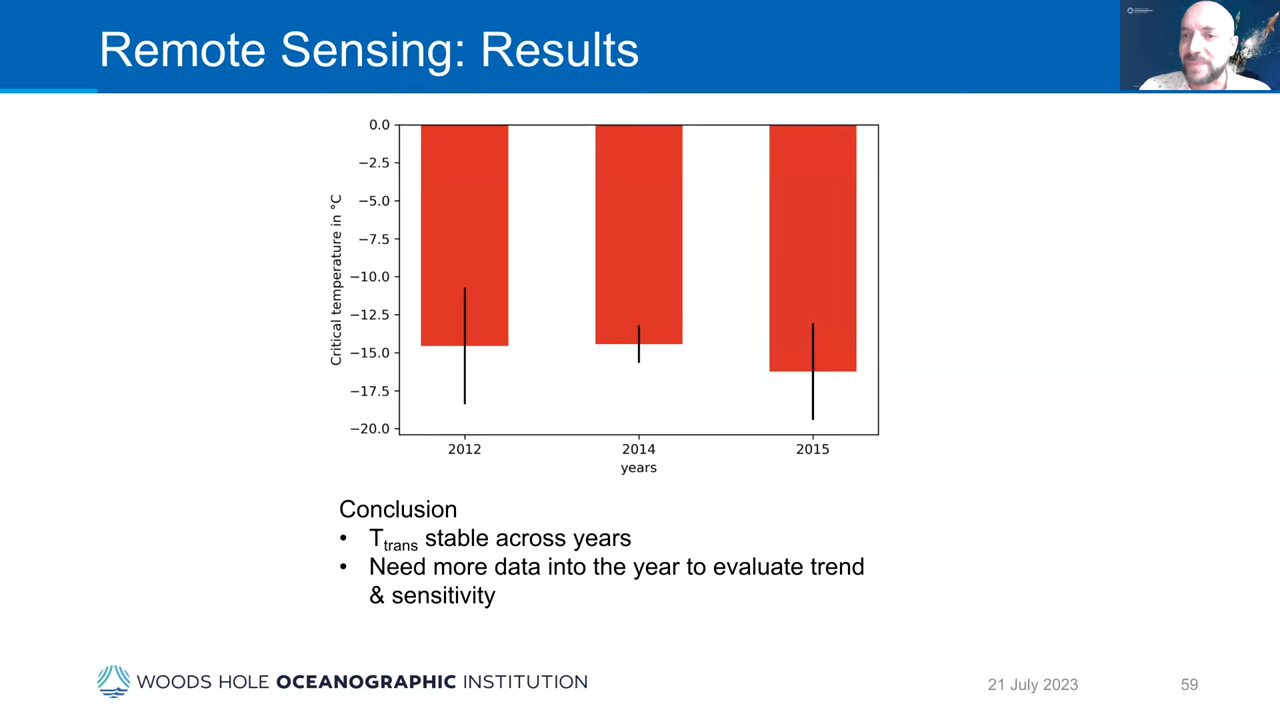 Remote Sensing: Results
0.0
−2.5
−5.0
−7.5
−10.0
−12.5
−15.0
−17.5
−20.0
Critical temperature in °C
2012 2014 2015
years
Conclusion
• Ttrans stable across years
• Need more data into the year to evaluate trend
& sensitivity
WOODS HOLE OCEANOGRAPHIC INSTITUTION
21 July 2023 59